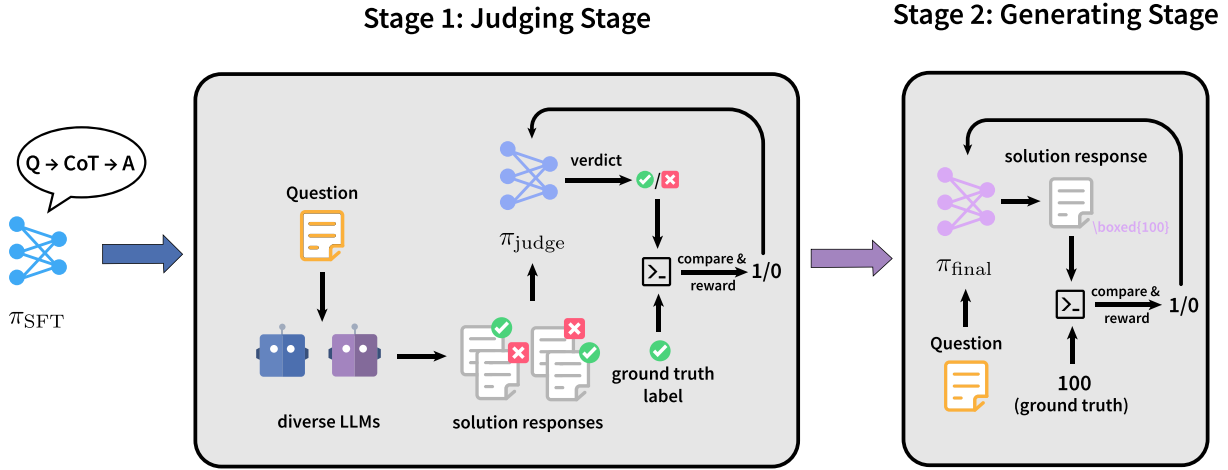 Stage 1: Judging Stage
Stage 2: Generating Stage
Q → CoT → A
π_SFT
Question
diverse LLMs
solution responses
π_judge
verdict
/
>_
compare &
reward
1/0
ground truth
label
solution response
\boxed{100}
π_final
>_
compare &
reward
1/0
Question
100
(ground truth)